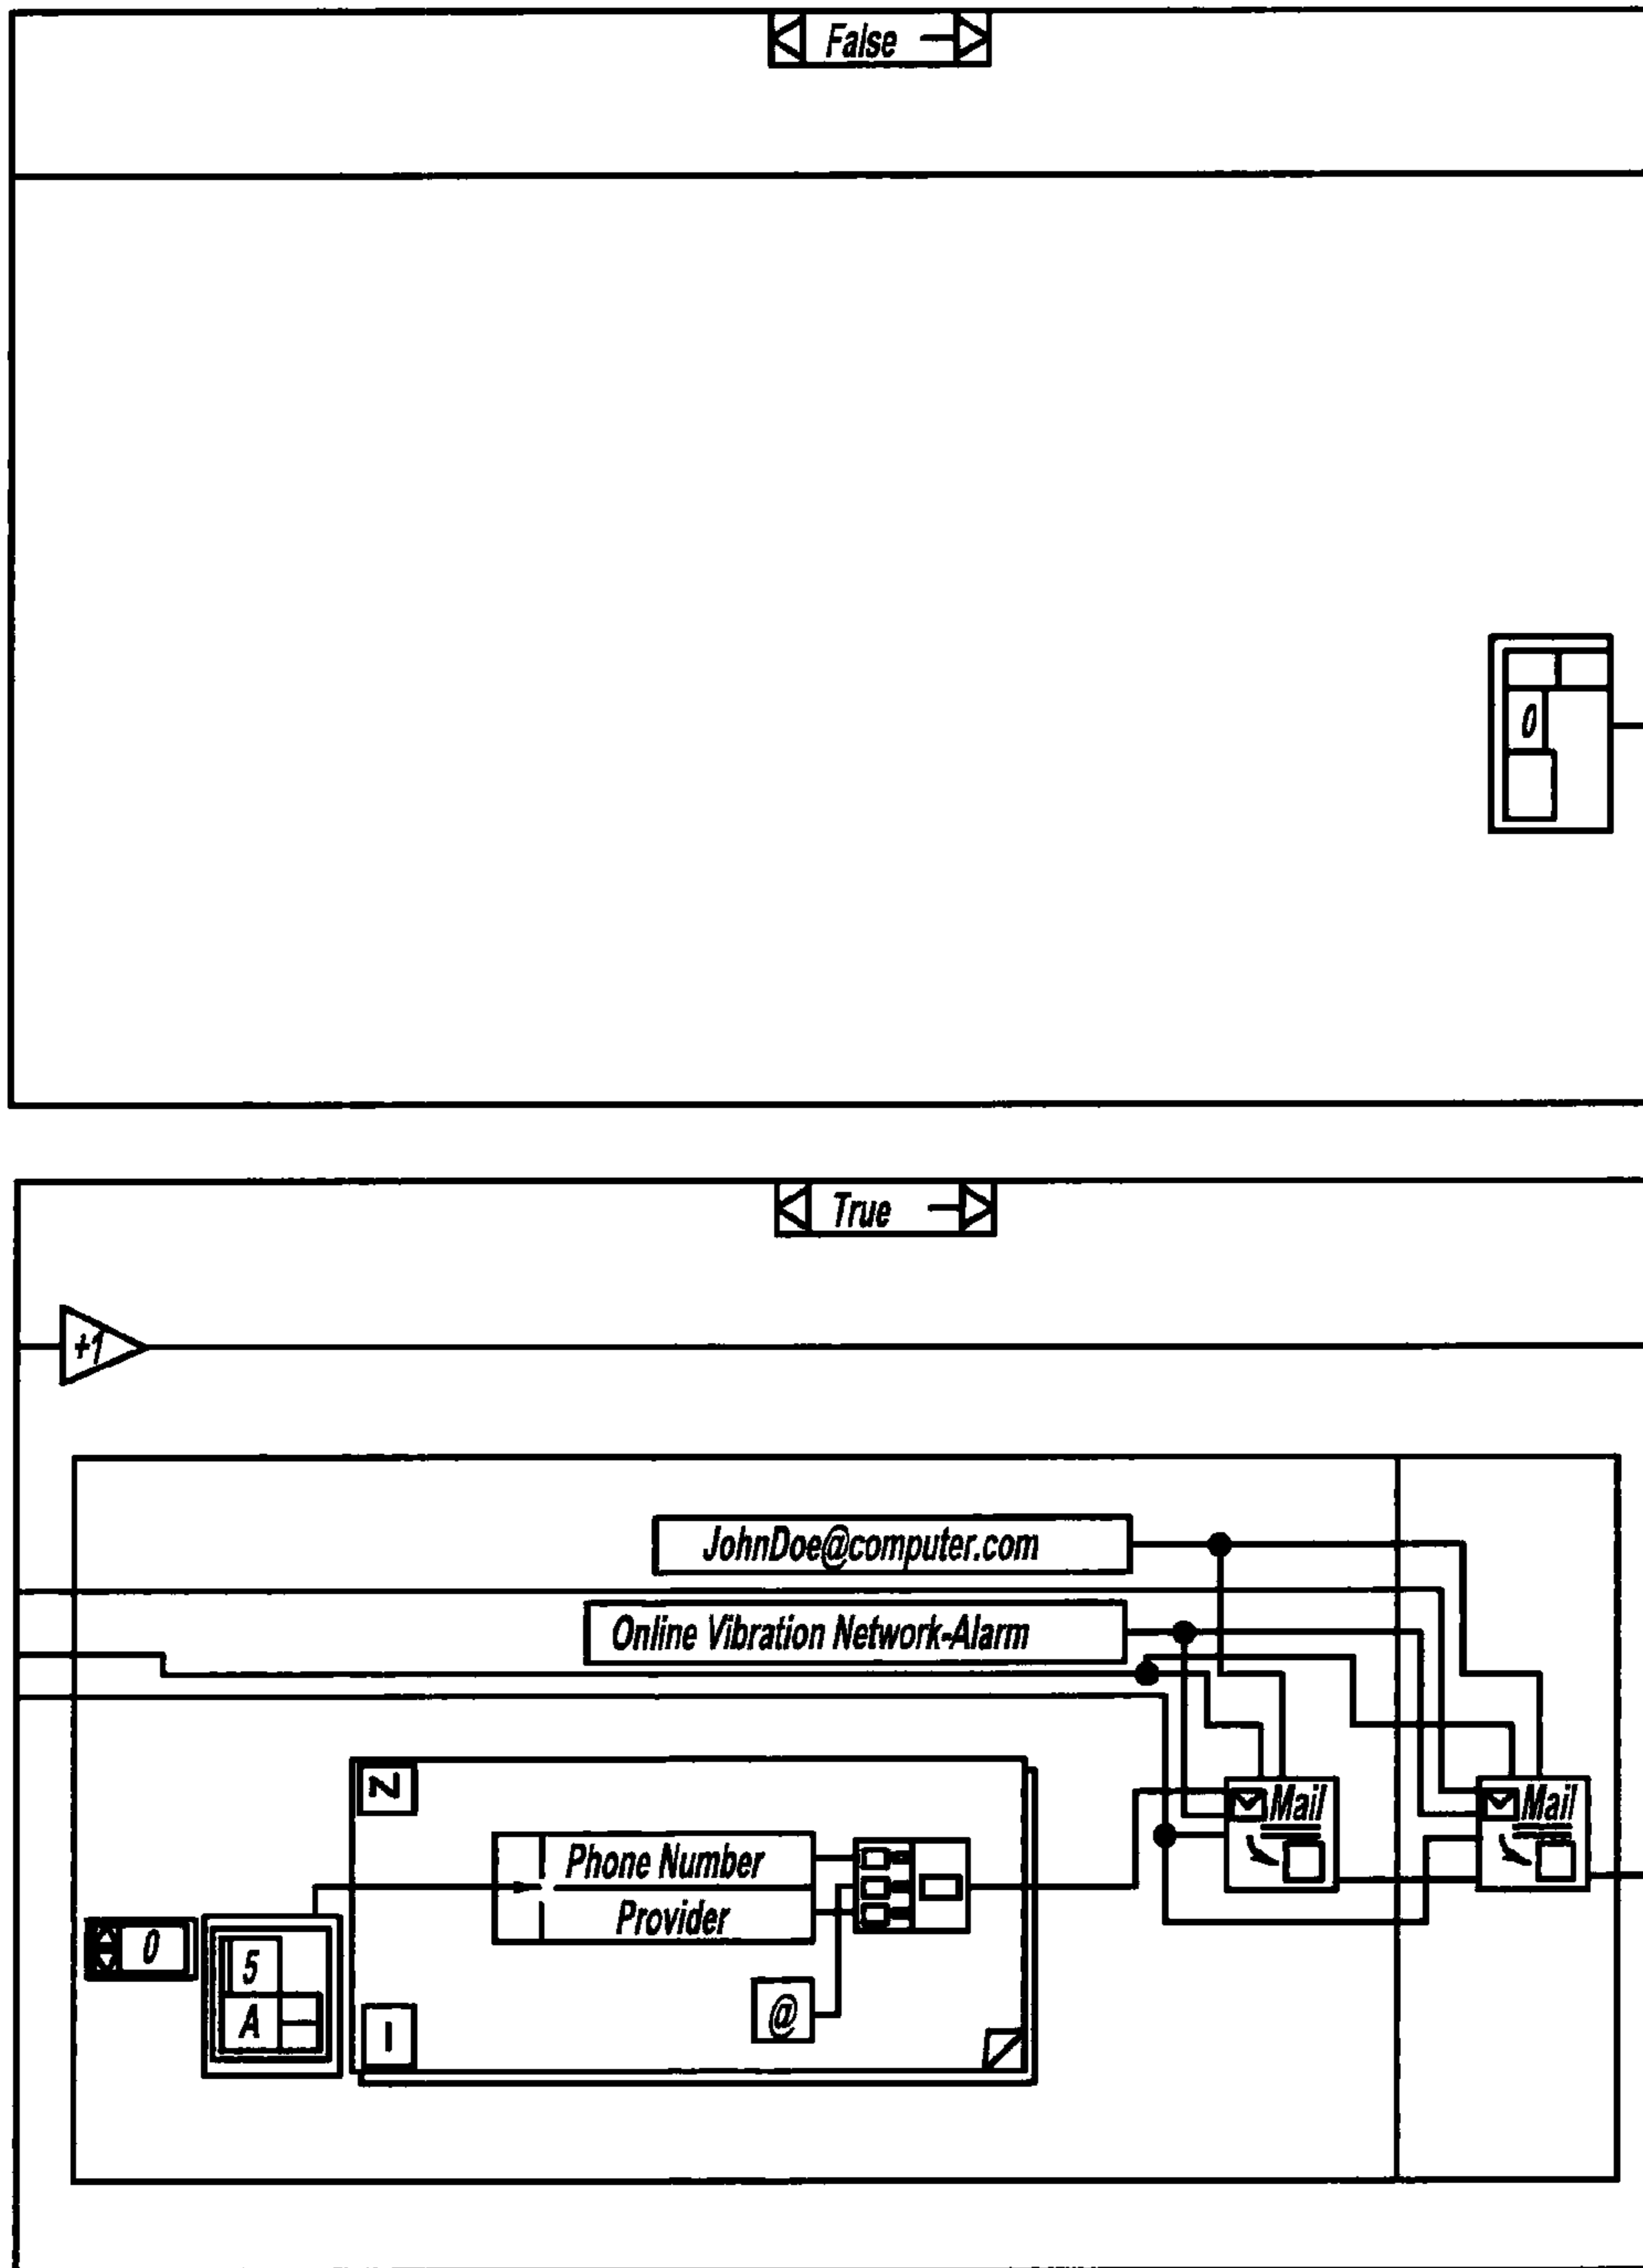 False
0
True
+1
JohnDoe@computer.com
Online Vibration Network-Alarm
Mail
Mail
N
Phone Number
Provider
0
5
A
@
I